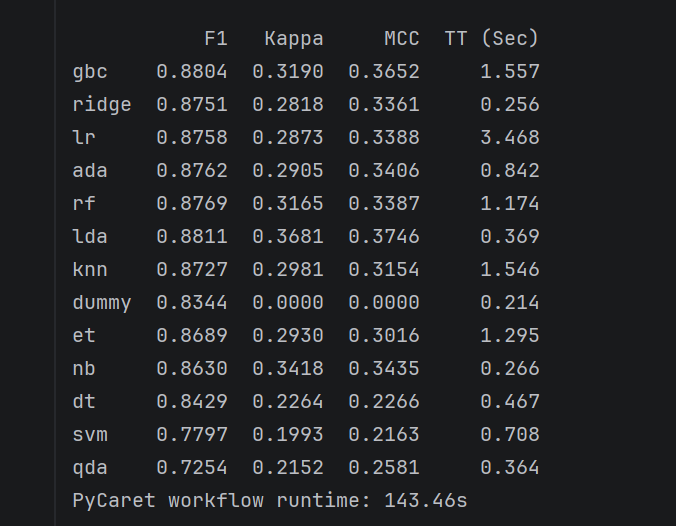 F1 Kappa MCC TT (Sec)
gbc 0.8804 0.3190 0.3652 1.557
ridge 0.8751 0.2818 0.3361 0.256
lr 0.8758 0.2873 0.3388 3.468
ada 0.8762 0.2905 0.3406 0.842
rf 0.8769 0.3165 0.3387 1.174
lda 0.8811 0.3681 0.3746 0.369
knn 0.8727 0.2981 0.3154 1.546
dummy 0.8344 0.0000 0.0000 0.214
et 0.8689 0.2930 0.3016 1.295
nb 0.8630 0.3418 0.3435 0.266
dt 0.8429 0.2264 0.2266 0.467
svm 0.7797 0.1993 0.2163 0.708
qda 0.7254 0.2152 0.2581 0.364
PyCaret workflow runtime: 143.46s